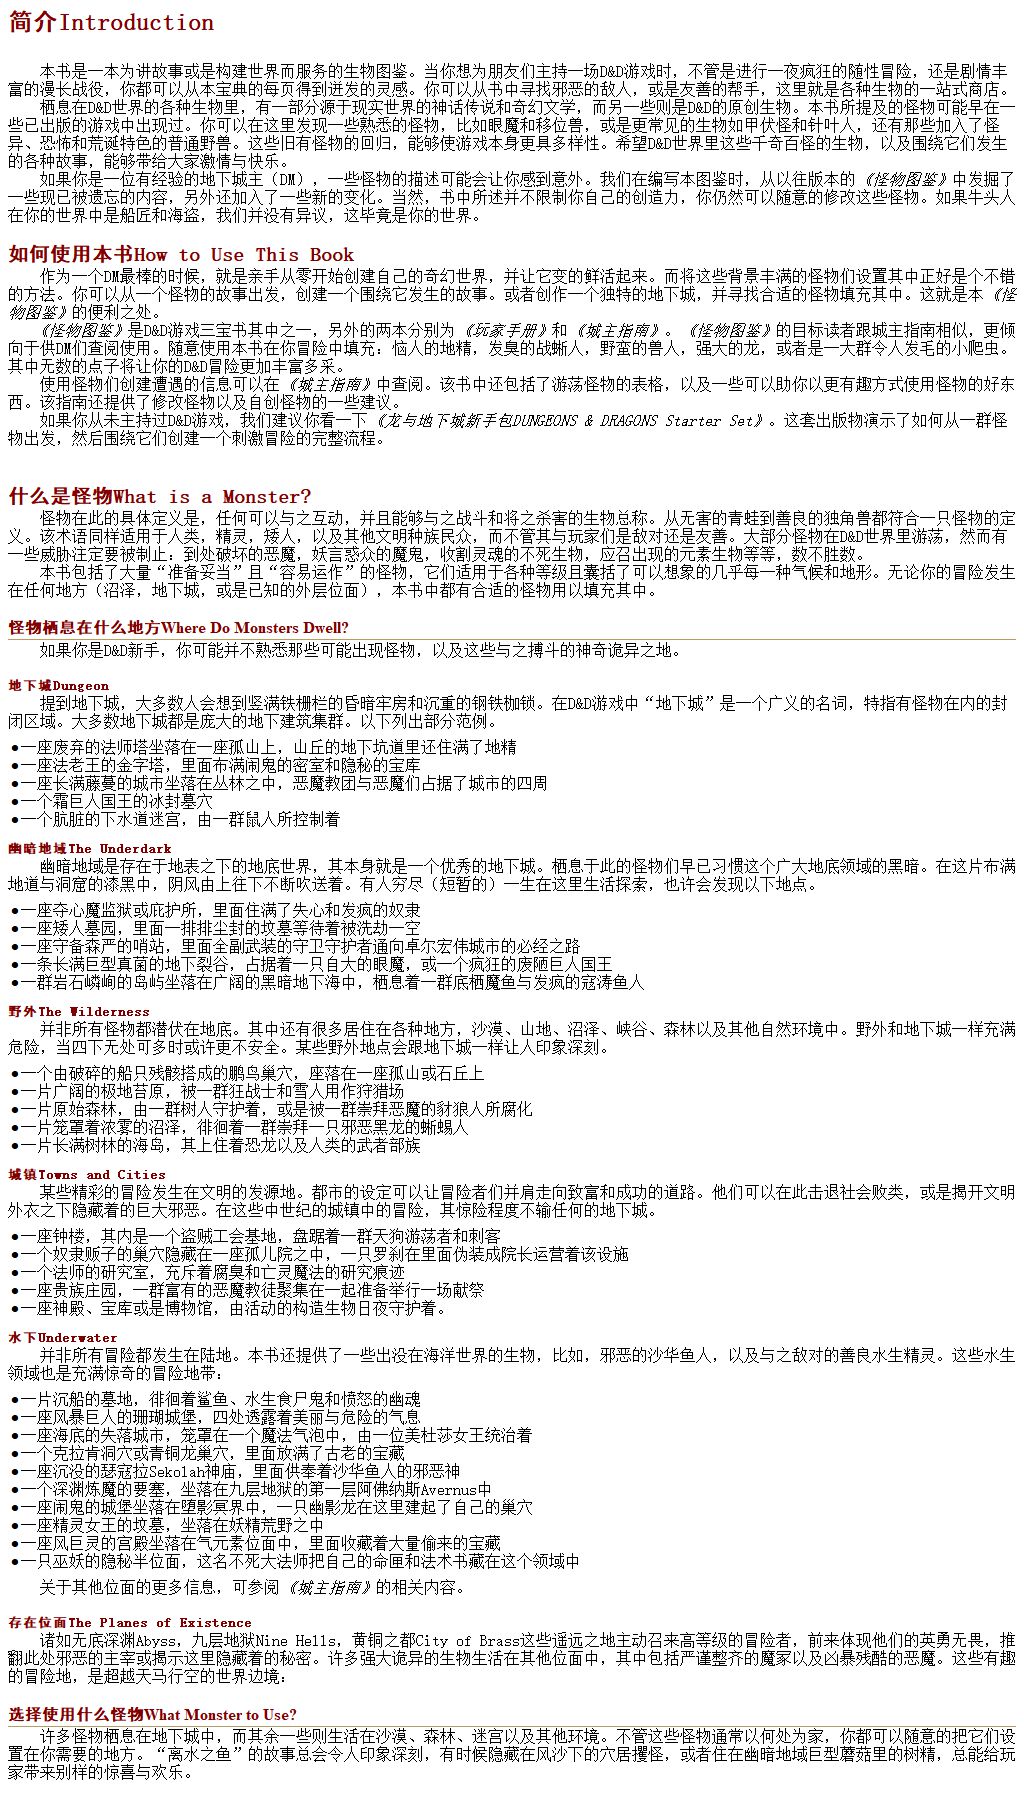 简介Introduction
本书是一本为讲故事或是构建世界而服务的生物图鉴。当你想为朋友们主持一场D&D游戏时，不管是进行一夜疯狂的随性冒险，还是剧情丰
富的漫长战役，你都可以从本宝典的每页得到迸发的灵感。你可以从书中寻找邪恶的敌人，或是友善的帮手，这里就是各种生物的一站式商店。
栖息在D&D世界的各种生物里，有一部分源于现实世界的神话传说和奇幻文学，而另一些则是D&D的原创生物。本书所提及的怪物可能早在一
些已出版的游戏中出现过。你可以在这里发现一些熟悉的怪物，比如眼魔和移位兽，或是更常见的生物如甲伏怪和针叶人，还有那些加入了怪
异、恐怖和荒诞特色的普通野兽。这些旧有怪物的回归，能够使游戏本身更具多样性。希望D&D世界里这些千奇百怪的生物，以及围绕它们发生
的各种故事，能够带给大家激情与快乐。
如果你是一位有经验的地下城主（DM），一些怪物的描述可能会让你感到意外。我们在编写本图鉴时，从以往版本的《怪物图鉴》中发掘了
一些现已被遗忘的内容，另外还加入了一些新的变化。当然，书中所述并不限制你自己的创造力，你仍然可以随意的修改这些怪物。如果牛头人
在你的世界中是船匠和海盗，我们并没有异议，这毕竟是你的世界。
如何使用本书How to Use This Book
作为一个DM最棒的时候，就是亲手从零开始创建自己的奇幻世界，并让它变的鲜活起来。而将这些背景丰满的怪物们设置其中正好是个不错
的方法。你可以从一个怪物的故事出发，创建一个围绕它发生的故事。或者创作一个独特的地下城，并寻找合适的怪物填充其中。这就是本《怪
物图鉴》的便利之处。
《怪物图鉴》是D&D游戏三宝书其中之一，另外的两本分别为《玩家手册》和《城主指南》。《怪物图鉴》的目标读者跟城主指南相似，更倾
向于供DM们查阅使用。随意使用本书在你冒险中填充：恼人的地精，发臭的战蜥人，野蛮的兽人，强大的龙，或者是一大群令人发毛的小爬虫。
其中无数的点子将让你的D&D冒险更加丰富多采。
使用怪物们创建遭遇的信息可以在《城主指南》中查阅。该书中还包括了游荡怪物的表格，以及一些可以助你以更有趣方式使用怪物的好东
西。该指南还提供了修改怪物以及自创怪物的一些建议。
如果你从未主持过D&D游戏，我们建议你看一下《龙与地下城新手包DUNGEONS & DRAGONS Starter Set》。这套出版物演示了如何从一群怪
物出发，然后围绕它们创建一个刺激冒险的完整流程。
什么是怪物What is a Monster?
怪物在此的具体定义是，任何可以与之互动，并且能够与之战斗和将之杀害的生物总称。从无害的青蛙到善良的独角兽都符合一只怪物的定
义。该术语同样适用于人类，精灵，矮人，以及其他文明种族民众，而不管其与玩家们是敌对还是友善。大部分怪物在D&D世界里游荡，然而有
一些威胁注定要被制止：到处破坏的恶魔，妖言惑众的魔鬼，收割灵魂的不死生物，应召出现的元素生物等等，数不胜数。
本书包括了大量“准备妥当”且“容易运作”的怪物，它们适用于各种等级且囊括了可以想象的几乎每一种气候和地形。无论你的冒险发生
在任何地方（沼泽，地下城，或是已知的外层位面），本书中都有合适的怪物用以填充其中。
怪物栖息在什么地方Where Do Monsters Dwell?
如果你是D&D新手，你可能并不熟悉那些可能出现怪物，以及这些与之搏斗的神奇诡异之地。
地下城Dungeon
提到地下城，大多数人会想到竖满铁栅栏的昏暗牢房和沉重的钢铁枷锁。在D&D游戏中“地下城”是一个广义的名词，特指有怪物在内的封
闭区域。大多数地下城都是庞大的地下建筑集群。以下列出部分范例。
●一座废弃的法师塔坐落在一座孤山上，山丘的地下坑道里还住满了地精
●一座法老王的金字塔，里面布满闹鬼的密室和隐秘的宝库
●一座长满藤蔓的城市坐落在丛林之中，恶魔教团与恶魔们占据了城市的四周
●一个霜巨人国王的冰封墓穴
●一个肮脏的下水道迷宫，由一群鼠人所控制着
幽暗地域The Underdark
幽暗地域是存在于地表之下的地底世界，其本身就是一个优秀的地下城。栖息于此的怪物们早已习惯这个广大地底领域的黑暗。在这片布满
地道与洞窟的漆黑中，阴风由上往下不断吹送着。有人穷尽（短暂的）一生在这里生活探索，也许会发现以下地点。
●一座夺心魔监狱或庇护所，里面住满了失心和发疯的奴隶
●一座矮人墓园，里面一排排尘封的坟墓等待着被洗劫一空
●一座守备森严的哨站，里面全副武装的守卫守护者通向卓尔宏伟城市的必经之路
●一条长满巨型真菌的地下裂谷，占据着一只自大的眼魔，或一个疯狂的废陋巨人国王
●一群岩石嶙峋的岛屿坐落在广阔的黑暗地下海中，栖息着一群底栖魔鱼与发疯的寇涛鱼人
野外The Wilderness
并非所有怪物都潜伏在地底。其中还有很多居住在各种地方，沙漠、山地、沼泽、峡谷、森林以及其他自然环境中。野外和地下城一样充满
危险，当四下无处可多时或许更不安全。某些野外地点会跟地下城一样让人印象深刻。
●一个由破碎的船只残骸搭成的鹏鸟巢穴，座落在一座孤山或石丘上
●一片广阔的极地苔原，被一群狂战士和雪人用作狩猎场
●一片原始森林，由一群树人守护着，或是被一群崇拜恶魔的豺狼人所腐化
●一片笼罩着浓雾的沼泽，徘徊着一群崇拜一只邪恶黑龙的蜥蜴人
●一片长满树林的海岛，其上住着恐龙以及人类的武者部族
城镇Towns and Cities
某些精彩的冒险发生在文明的发源地。都市的设定可以让冒险者们并肩走向致富和成功的道路。他们可以在此击退社会败类，或是揭开文明
外衣之下隐藏着的巨大邪恶。在这些中世纪的城镇中的冒险，其惊险程度不输任何的地下城。
●一座钟楼，其内是一个盗贼工会基地，盘踞着一群天狗游荡者和刺客
●一个奴隶贩子的巢穴隐藏在一座孤儿院之中，一只罗刹在里面伪装成院长运营着该设施
●一个法师的研究室，充斥着腐臭和亡灵魔法的研究痕迹
●一座贵族庄园，一群富有的恶魔教徒聚集在一起准备举行一场献祭
●一座神殿、宝库或是博物馆，由活动的构造生物日夜守护着。
水下Underwater
并非所有冒险都发生在陆地。本书还提供了一些出没在海洋世界的生物，比如，邪恶的沙华鱼人，以及与之敌对的善良水生精灵。这些水生
领域也是充满惊奇的冒险地带：
●一片沉船的墓地，徘徊着鲨鱼、水生食尸鬼和愤怒的幽魂
●一座风暴巨人的珊瑚城堡，四处透露着美丽与危险的气息
●一座海底的失落城市，笼罩在一个魔法气泡中，由一位美杜莎女王统治着
●一个克拉肯洞穴或青铜龙巢穴，里面放满了古老的宝藏
●一座沉没的瑟寇拉Sekolah神庙，里面供奉着沙华鱼人的邪恶神
●一个深渊炼魔的要塞，坐落在九层地狱的第一层阿佛纳斯Avernus中
●一座闹鬼的城堡坐落在堕影冥界中，一只幽影龙在这里建起了自己的巢穴
●一座精灵女王的坟墓，坐落在妖精荒野之中
●一座风巨灵的宫殿坐落在气元素位面中，里面收藏着大量偷来的宝藏
●一只巫妖的隐秘半位面，这名不死大法师把自己的命匣和法术书藏在这个领域中
关于其他位面的更多信息，可参阅《城主指南》的相关内容。
存在位面The Planes of Existence
诸如无底深渊Abyss，九层地狱Nine Hells，黄铜之都City of Brass这些遥远之地主动召来高等级的冒险者，前来体现他们的英勇无畏，推
翻此处邪恶的主宰或揭示这里隐藏着的秘密。许多强大诡异的生物生活在其他位面中，其中包括严谨整齐的魔冢以及凶暴残酷的恶魔。这些有趣
的冒险地，是超越天马行空的世界边境：
选择使用什么怪物What Monster to Use?
许多怪物栖息在地下城中，而其余一些则生活在沙漠、森林、迷宫以及其他环境。不管这些怪物通常以何处为家，你都可以随意的把它们设
置在你需要的地方。“离水之鱼”的故事总会令人印象深刻，有时候隐藏在风沙下的穴居攫怪，或者住在幽暗地域巨型蘑菇里的树精，总能给玩
家带来别样的惊喜与欢乐。